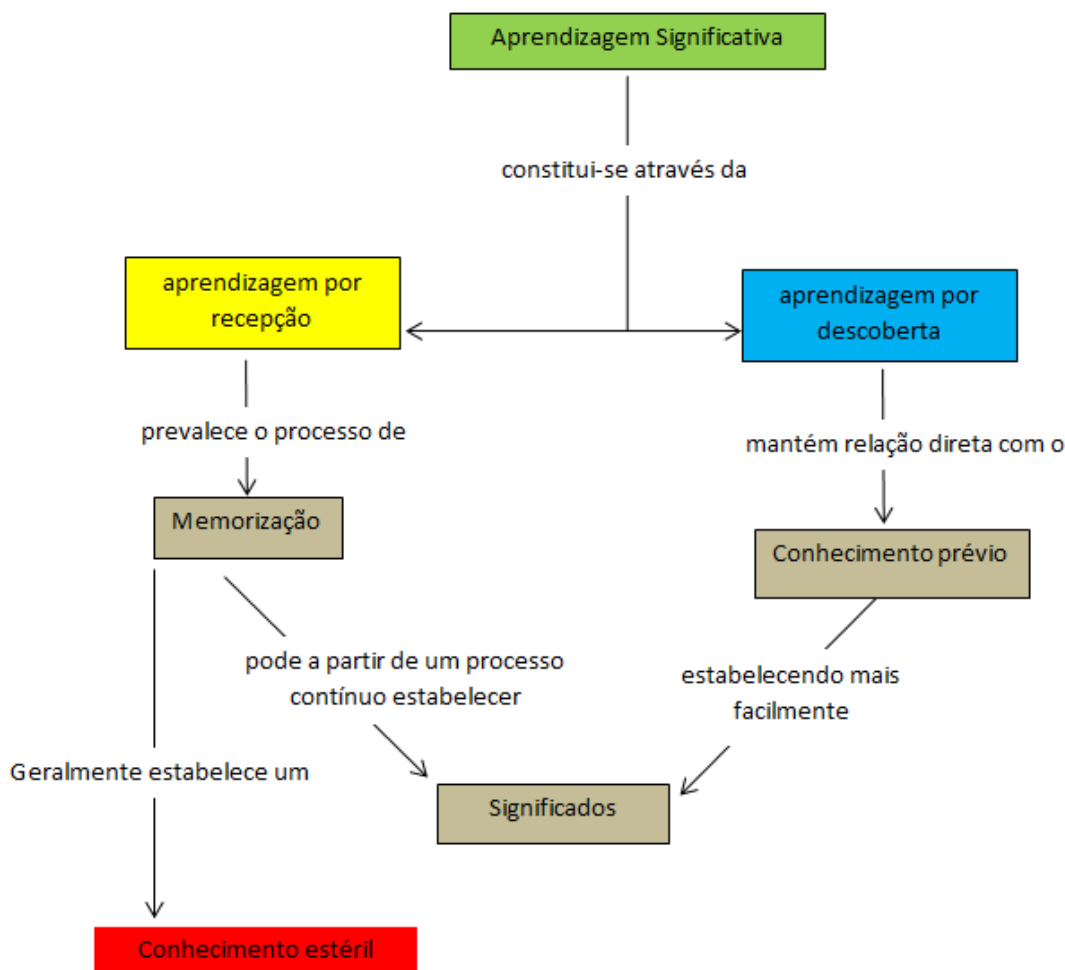 Aprendizagem Significativa
constitui-se através da
aprendizagem por
recepção
aprendizagem por
descoberta
prevalece o processo de
mantém relação direta com o
Memorização
Conhecimento prévio
pode a partir de um processo
contínuo estabelecer
estabelecendo mais
facilmente
Geralmente estabelece um
Significados
Conhecimento estéril